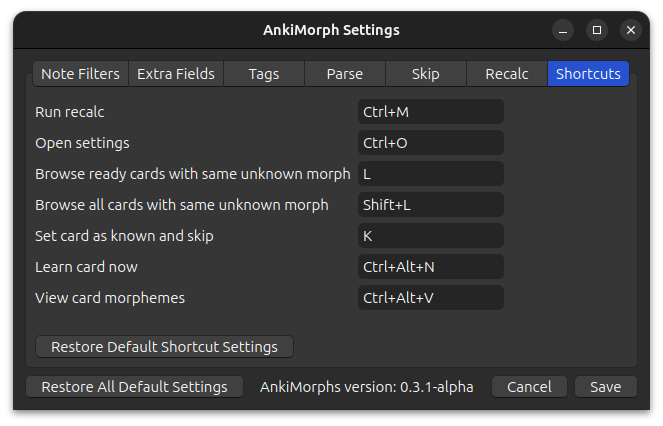 AnkiMorph Settings
Note Filters Extra Fields Tags Parse Skip Recalc Shortcuts
Run recalc Ctrl+M
Open settings Ctrl+O
Browse ready cards with same unknown morph L
Browse all cards with same unknown morph Shift+L
Set card as known and skip K
Learn card now Ctrl+Alt+N
View card morphemes Ctrl+Alt+V
Restore Default Shortcut Settings
Restore All Default Settings AnkiMorphs version: 0.3.1-alpha Cancel Save